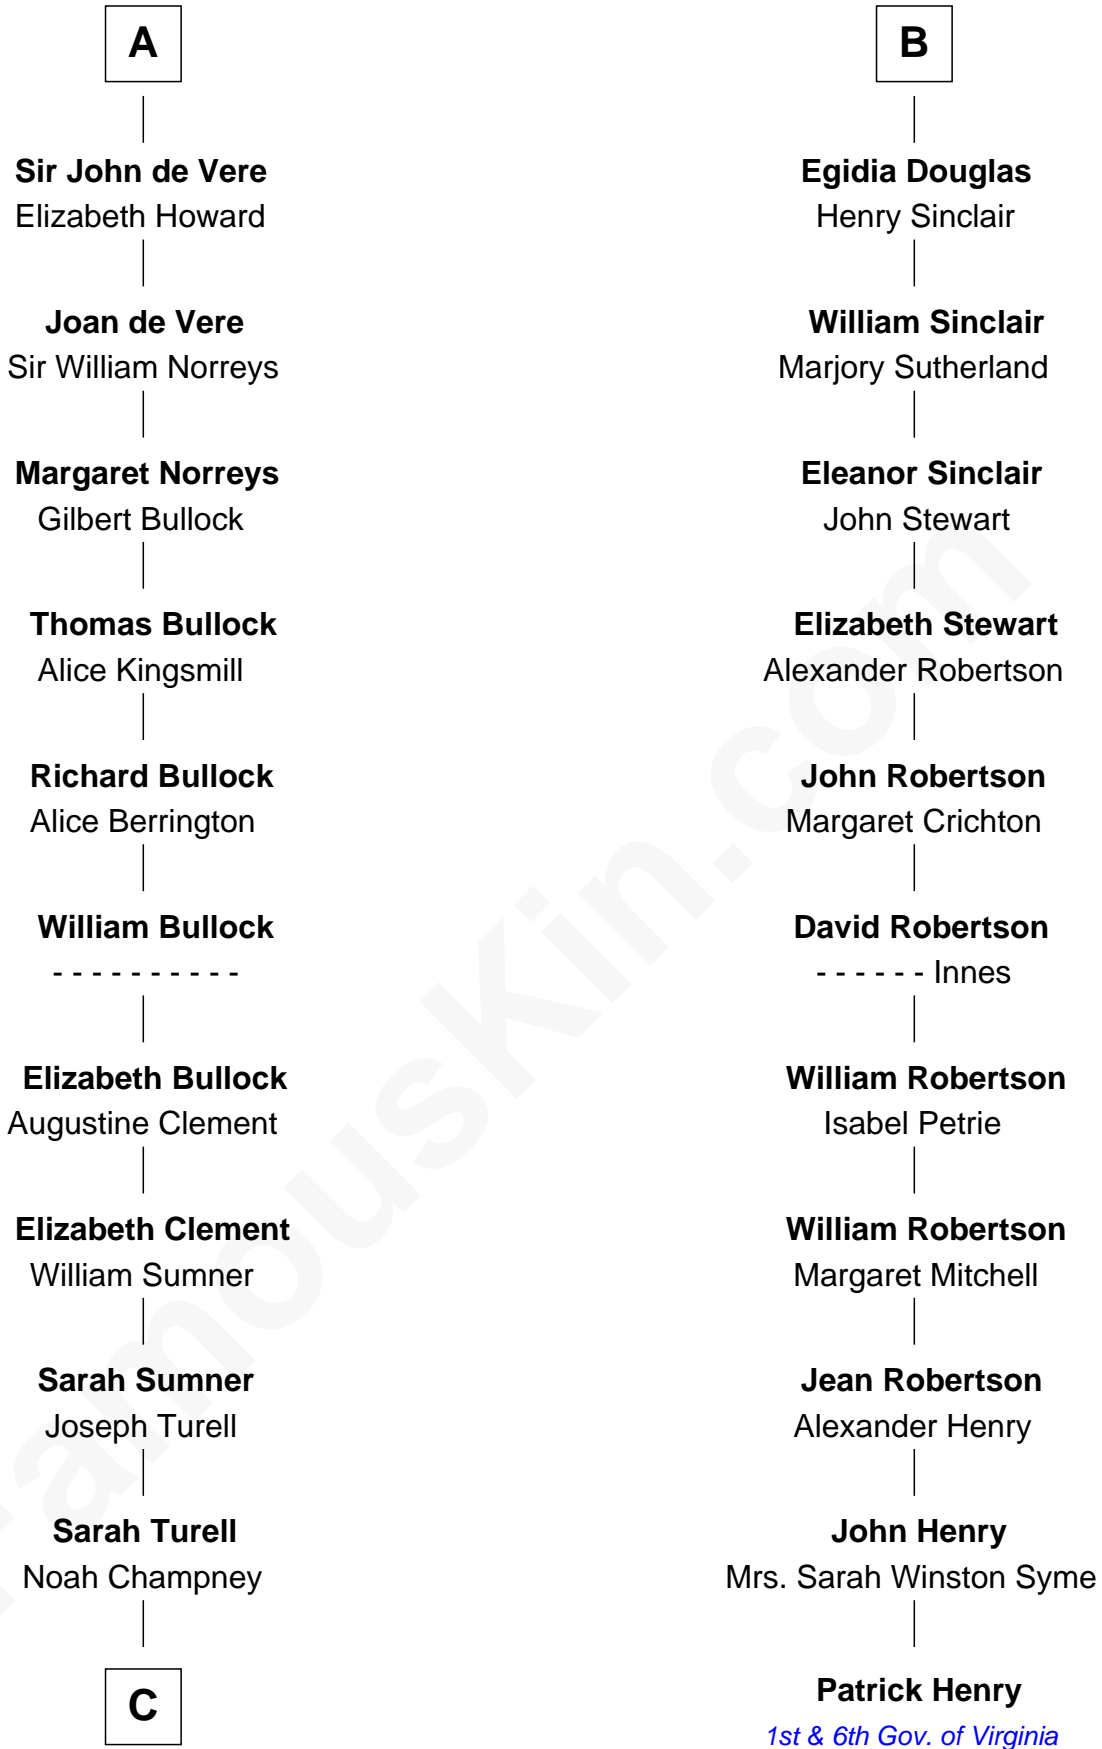 A
Sir John de Vere
Elizabeth Howard
Joan de Vere
Sir William Norreys
Margaret Norreys
Gilbert Bullock
Thomas Bullock
Alice Kingsmill
Richard Bullock
Alice Berrington
William Bullock
- - - - - - - - - -
Elizabeth Bullock
Augustine Clement
Elizabeth Clement
William Sumner
Sarah Sumner
Joseph Turell
Sarah Turell
Noah Champney
C
B
Egidia Douglas
Henry Sinclair
William Sinclair
Marjory Sutherland
Eleanor Sinclair
John Stewart
Elizabeth Stewart
Alexander Robertson
John Robertson
Margaret Crichton
David Robertson
- - - - - - Innes
William Robertson
Isabel Petrie
William Robertson
Margaret Mitchell
Jean Robertson
Alexander Henry
John Henry
Mrs. Sarah Winston Syme
Patrick Henry
1st & 6th Gov. of Virginia
FamousKin.com